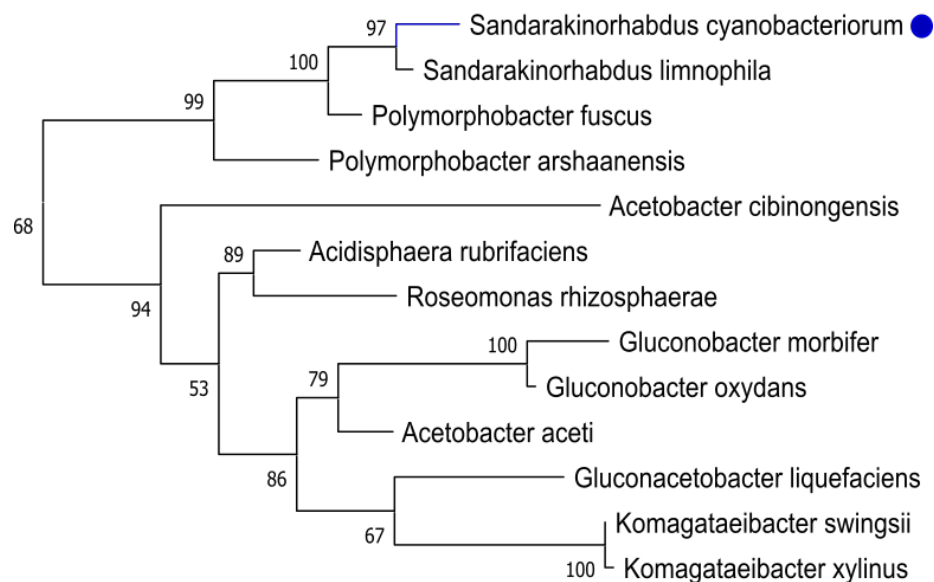 97
Sandarakinorhabdus cyanobacteriorum
100
Sandarakinorhabdus limnophila
99
Polymorphobacter fuscus
Polymorphobacter arshaanensis
68
Acetobacter cibinongensis
89
Acidisphaera rubrifaciens
94
Roseomonas rhizosphaerae
100
Gluconobacter morbifer
53
79
Gluconobacter oxydans
Acetobacter aceti
86
Gluconacetobacter liquefaciens
67
Komagataeibacter swingsii
100
Komagataeibacter xylinus